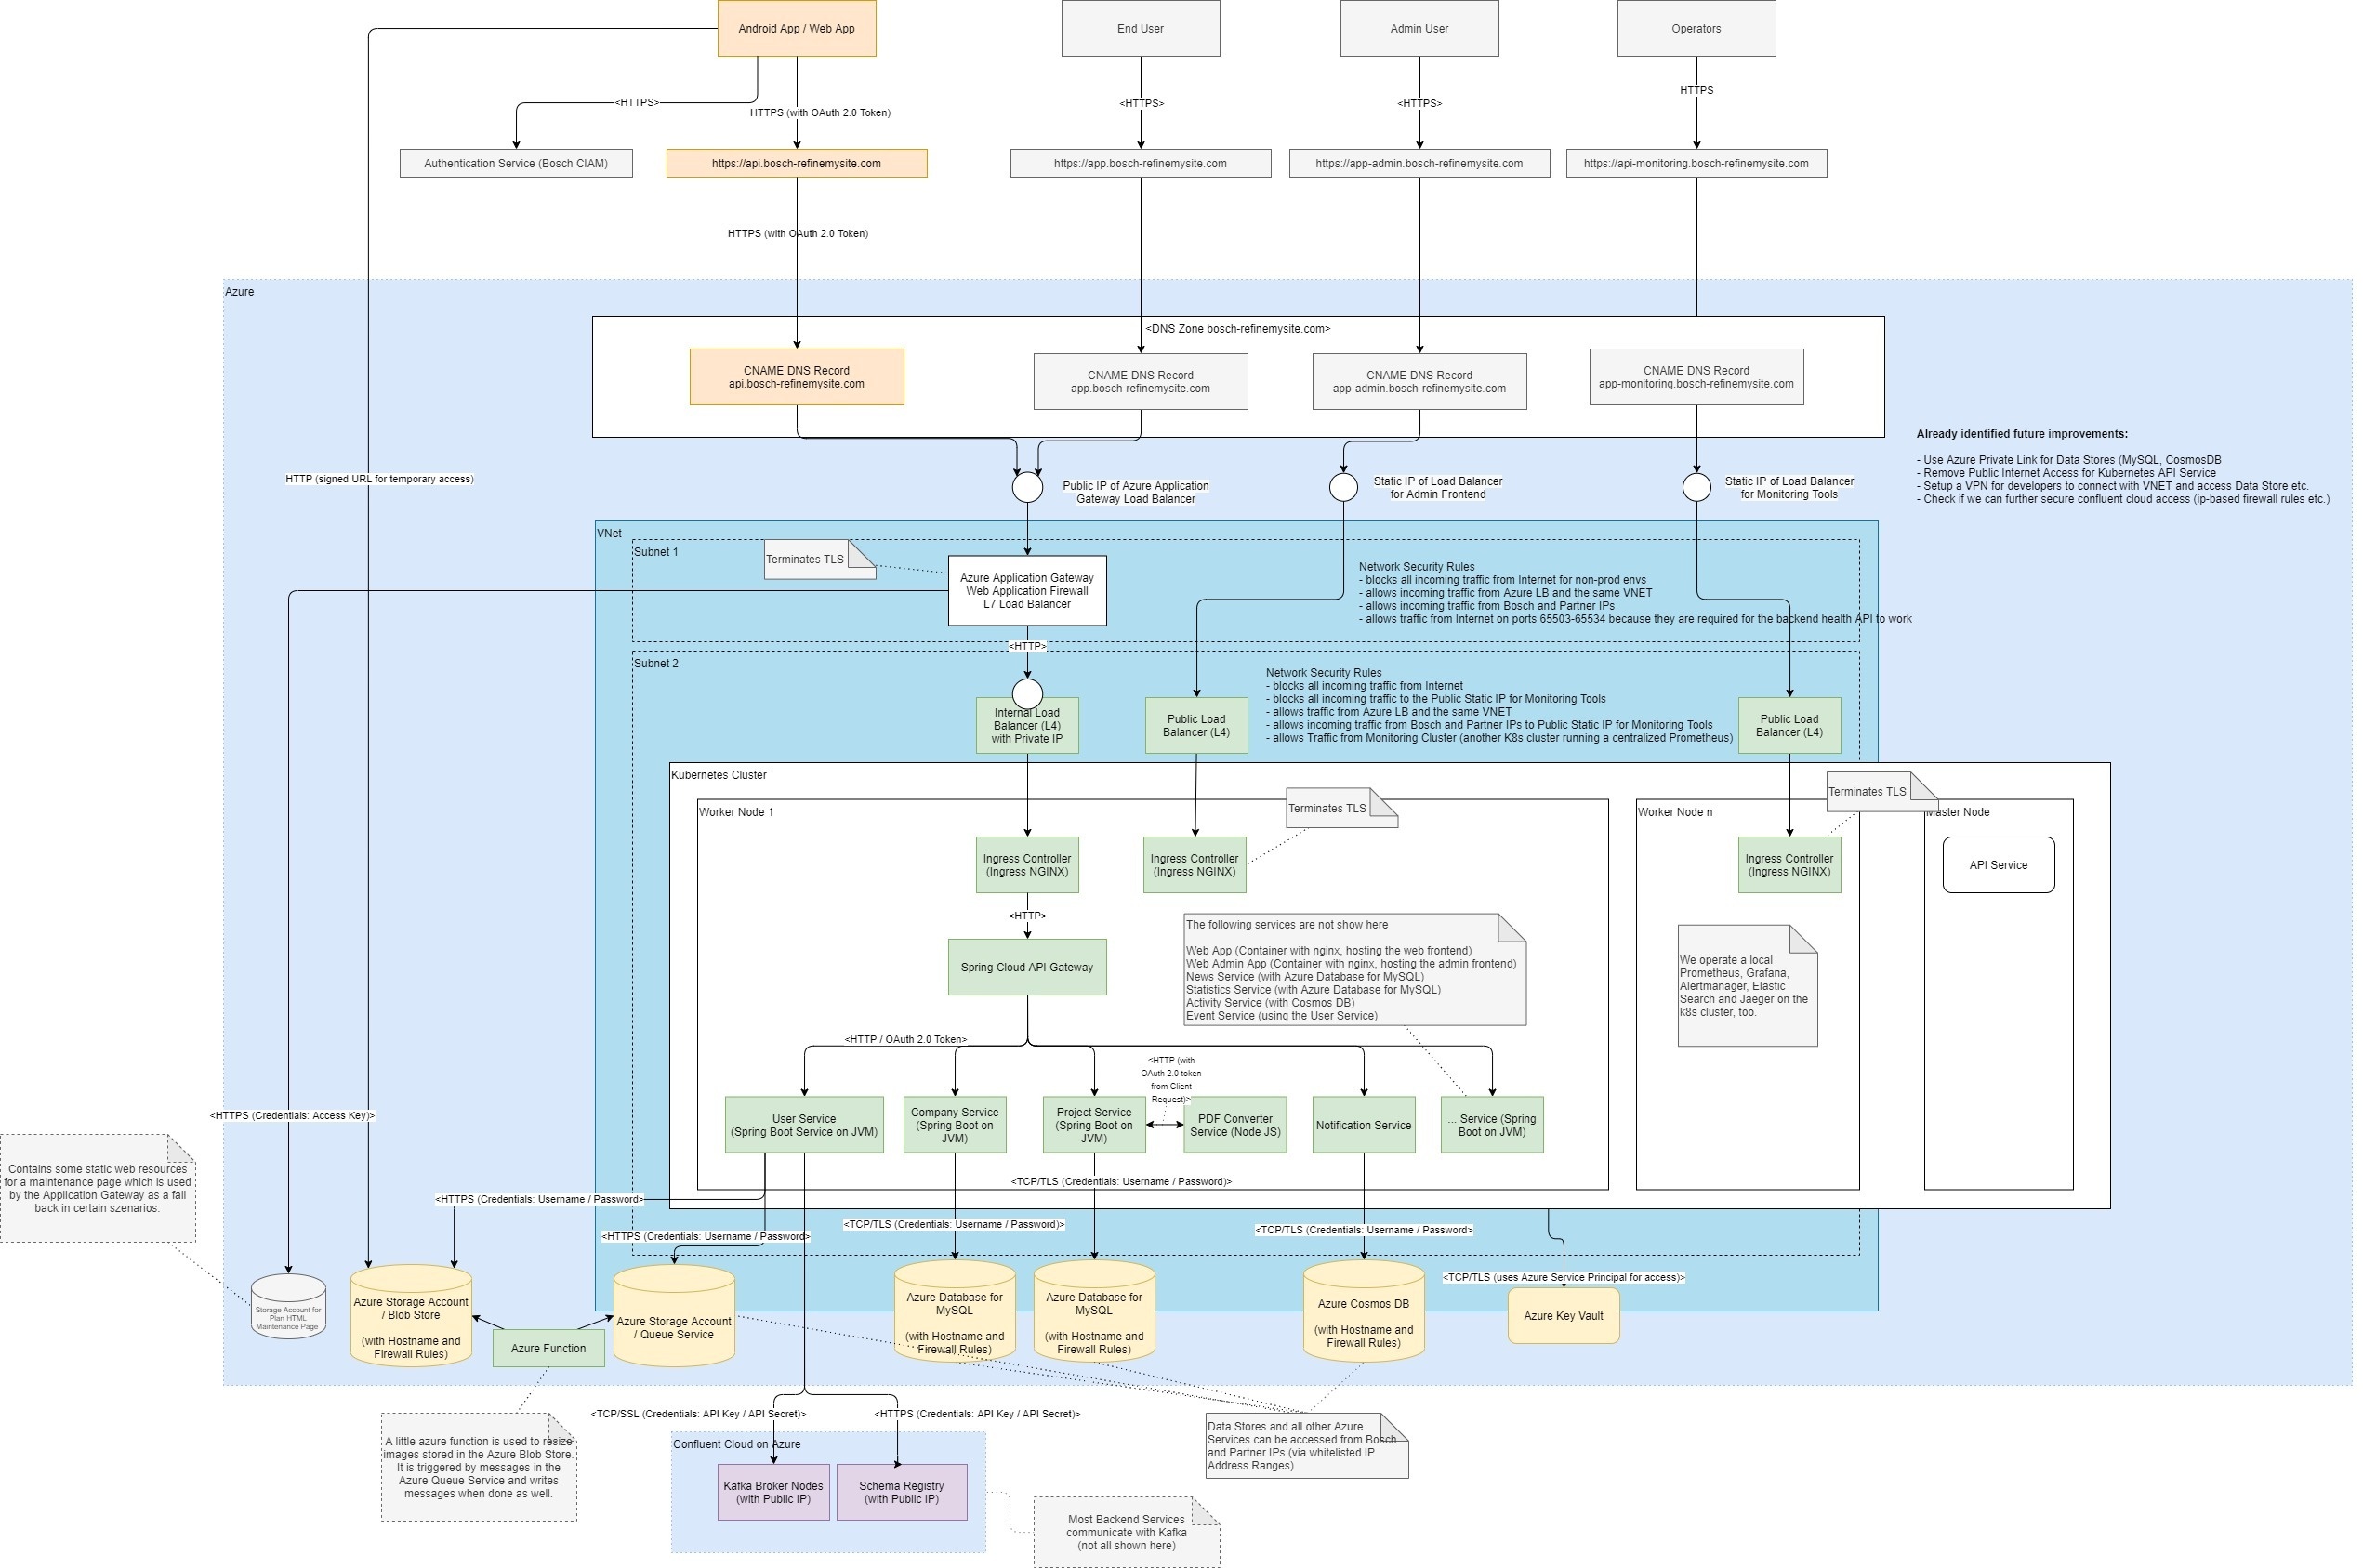 Android App / Web App
End User
Admin User
Operators
<HTTPS>
HTTPS (with OAuth 2.0 Token)
<HTTPS>
<HTTPS>
HTTPS
Authentication Service (Bosch CIAM)
https://api.bosch-refinemysite.com
https://app.bosch-refinemysite.com
https://app-admin.bosch-refinemysite.com
https://api-monitoring.bosch-refinemysite.com
HTTPS (with OAuth 2.0 Token)
Azure
<DNS Zone bosch-refinemysite.com>
CNAME DNS Record
api.bosch-refinemysite.com
CNAME DNS Record
app.bosch-refinemysite.com
CNAME DNS Record
app-admin.bosch-refinemysite.com
CNAME DNS Record
app-monitoring.bosch-refinemysite.com
Already identified future improvements:
- Use Azure Private Link for Data Stores (MySQL, CosmosDB
- Remove Public Internet Access for Kubernetes API Service
- Setup a VPN for developers to connect with VNET and access Data Store etc.
- Check if we can further secure confluent cloud access (ip-based firewall rules etc.)
HTTP (signed URL for temporary access)
Public IP of Azure Application
Gateway Load Balancer
Static IP of Load Balancer
for Admin Frontend
Static IP of Load Balancer
for Monitoring Tools
VNet
Subnet 1
Terminates TLS
Azure Application Gateway
Web Application Firewall
L7 Load Balancer
Network Security Rules
- blocks all incoming traffic from Internet for non-prod envs
- allows incoming traffic from Azure LB and the same VNET
- allows incoming traffic from Bosch and Partner IPs
- allows traffic from Internet on ports 65503-65534 because they are required for the backend health API to work
<HTTP>
Subnet 2
Network Security Rules
- blocks all incoming traffic from Internet
- blocks all incoming traffic to the Public Static IP for Monitoring Tools
- allows traffic from Azure LB and the same VNET
- allows incoming traffic from Bosch and Partner IPs to Public Static IP for Monitoring Tools
- allows Traffic from Monitoring Cluster (another K8s cluster running a centralized Prometheus)
Internal Load
Balancer (L4)
with Private IP
Public Load
Balancer (L4)
Public Load
Balancer (L4)
Kubernetes Cluster
Worker Node 1
Terminates TLS
Worker Node n
Terminates TLS
Master Node
Ingress Controller
(Ingress NGINX)
Ingress Controller
(Ingress NGINX)
Ingress Controller
(Ingress NGINX)
API Service
<HTTP>
Spring Cloud API Gateway
The following services are not show here
Web App (Container with nginx, hosting the web frontend)
Web Admin App (Container with nginx, hosting the admin frontend)
News Service (with Azure Database for MySQL)
Statistics Service (with Azure Database for MySQL)
Activity Service (with Cosmos DB)
Event Service (using the User Service)
We operate a local
Prometheus, Grafana,
Alertmanager, Elastic
Search and Jaeger on the
k8s cluster, too.
<HTTP / OAuth 2.0 Token>
<HTTP (with
OAuth 2.0 token
from Client
Request)>
<HTTPS (Credentials: Access Key)>
User Service
(Spring Boot Service on JVM)
Company Service
(Spring Boot on
JVM)
Project Service
(Spring Boot on
JVM)
PDF Converter
Service (Node JS)
Notification Service
... Service (Spring
Boot on JVM)
Contains some static web resources
for a maintenance page which is used
by the Application Gateway as a fall
back in certain szenarios.
<TCP/TLS (Credentials: Username / Password)>
<HTTPS (Credentials: Username / Password>
<TCP/TLS (Credentials: Username / Password)>
<TCP/TLS (Credentials: Username / Password>
<HTTPS (Credentials: Username / Password>
<TCP/TLS (uses Azure Service Principal for access)>
Storage Account for
Plan HTML
Maintenance Page
Azure Storage Account
/ Blob Store
(with Hostname and
Firewall Rules)
Azure Function
Azure Storage Account
/ Queue Service
Azure Database for
MySQL
(with Hostname and
Firewall Rules)
Azure Database for
MySQL
(with Hostname and
Firewall Rules)
Azure Cosmos DB
(with Hostname and
Firewall Rules)
Azure Key Vault
<TCP/SSL (Credentials: API Key / API Secret)>
<HTTPS (Credentials: API Key / API Secret)>
A little azure function is used to resize
images stored in the Azure Blob Store.
It is triggered by messages in the
Azure Queue Service and writes
messages when done as well.
Confluent Cloud on Azure
Kafka Broker Nodes
(with Public IP)
Schema Registry
(with Public IP)
Data Stores and all other Azure
Services can be accessed from Bosch
and Partner IPs (via whitelisted IP
Address Ranges)
Most Backend Services
communicate with Kafka
(not all shown here)